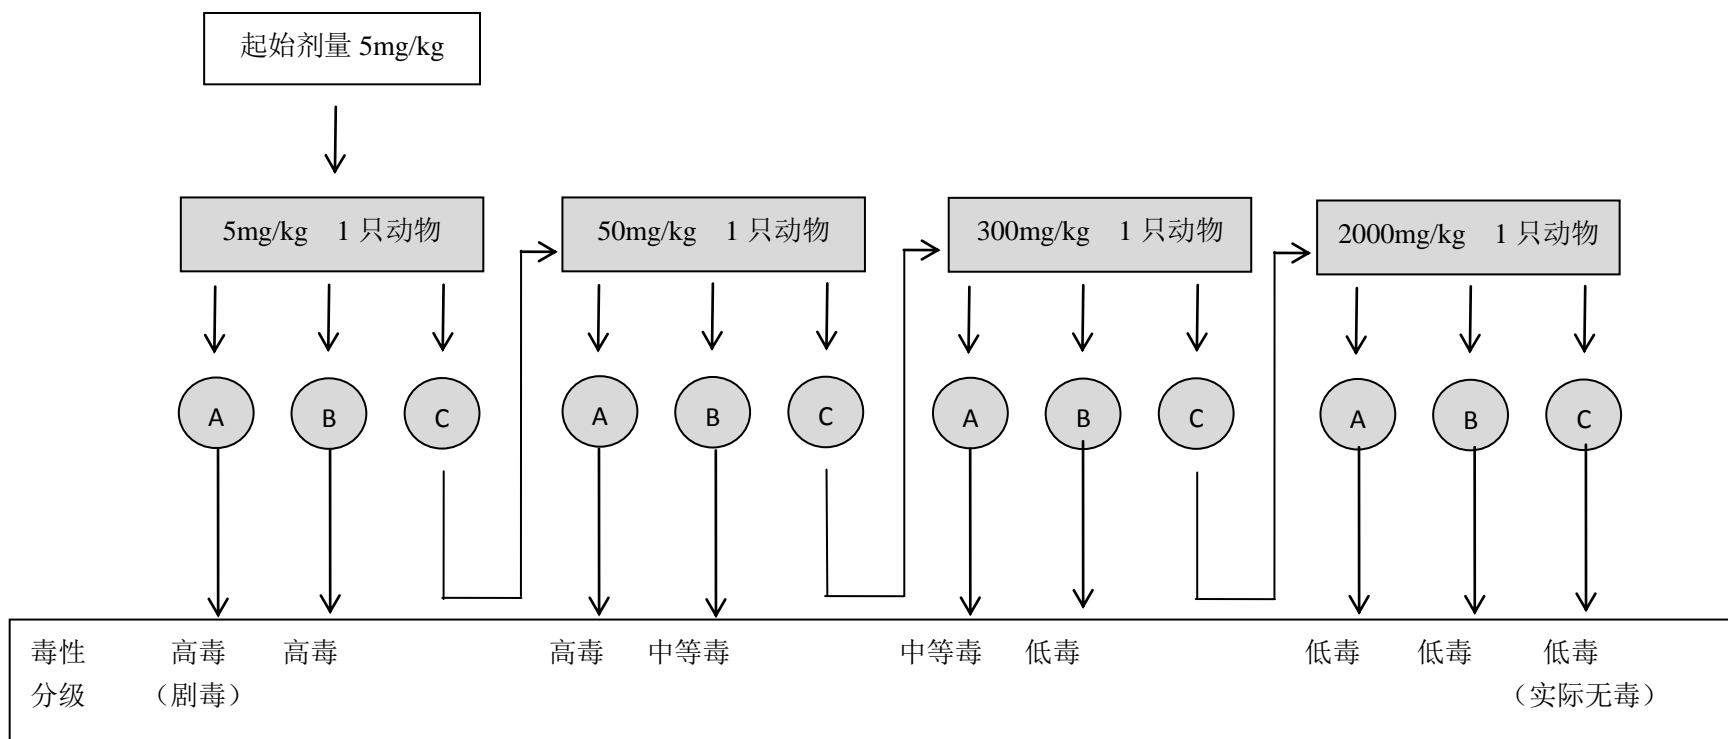 起始剂量 5mg/kg
5mg/kg 1 只动物
50mg/kg 1 只动物
300mg/kg 1 只动物
2000mg/kg 1 只动物
A B C A B C A B C A B C
毒性 高毒 高毒 高毒 中等毒 中等毒 低毒 低毒 低毒 低毒
分级 （剧毒） （实际无毒）